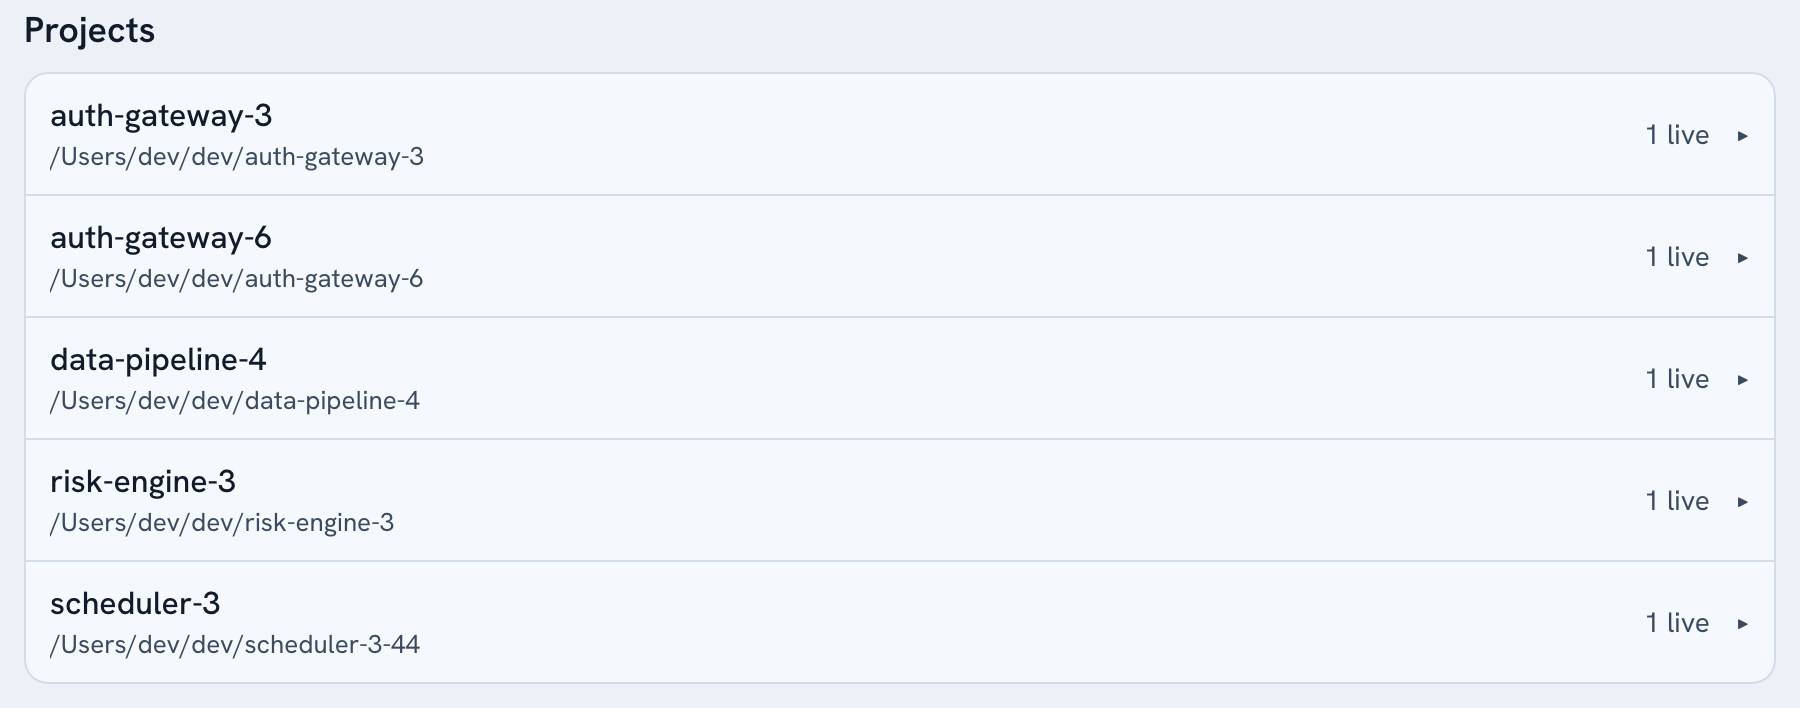 Projects
auth-gateway-3
/Users/dev/dev/auth-gateway-3
1 live ▸
auth-gateway-6
/Users/dev/dev/auth-gateway-6
1 live ▸
data-pipeline-4
/Users/dev/dev/data-pipeline-4
1 live ▸
risk-engine-3
/Users/dev/dev/risk-engine-3
1 live ▸
scheduler-3
/Users/dev/dev/scheduler-3-44
1 live ▸